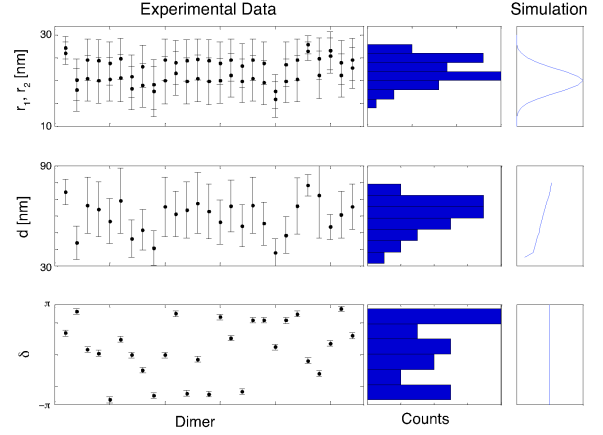 Experimental Data
Simulation
30
r1, r2 [nm]
10
90
d [nm]
30
π
δ
-π
Dimer
Counts